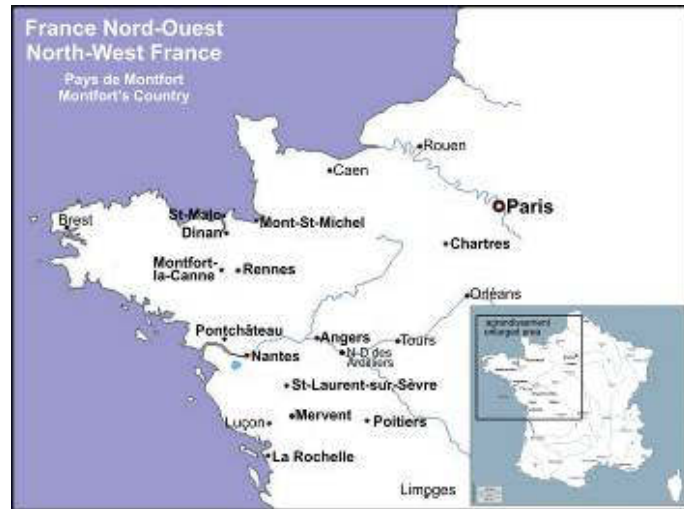 France Nord-Ouest
North-West France
Pays de Montfort
Montfort's Country
Rouen
Caen
Paris
St-Malo
Brest
Mont-St-Michel
Dinan
Chartres
Montfort-
la-Canne
Rennes
Orléans
agrandissement
enlarged area
Pontchâteau
Angers
Tours
N-D des
Ardilliers
Nantes
St-Laurent-sur-Sèvre
Mervent
Luçon
Poitiers
La Rochelle
Limoges